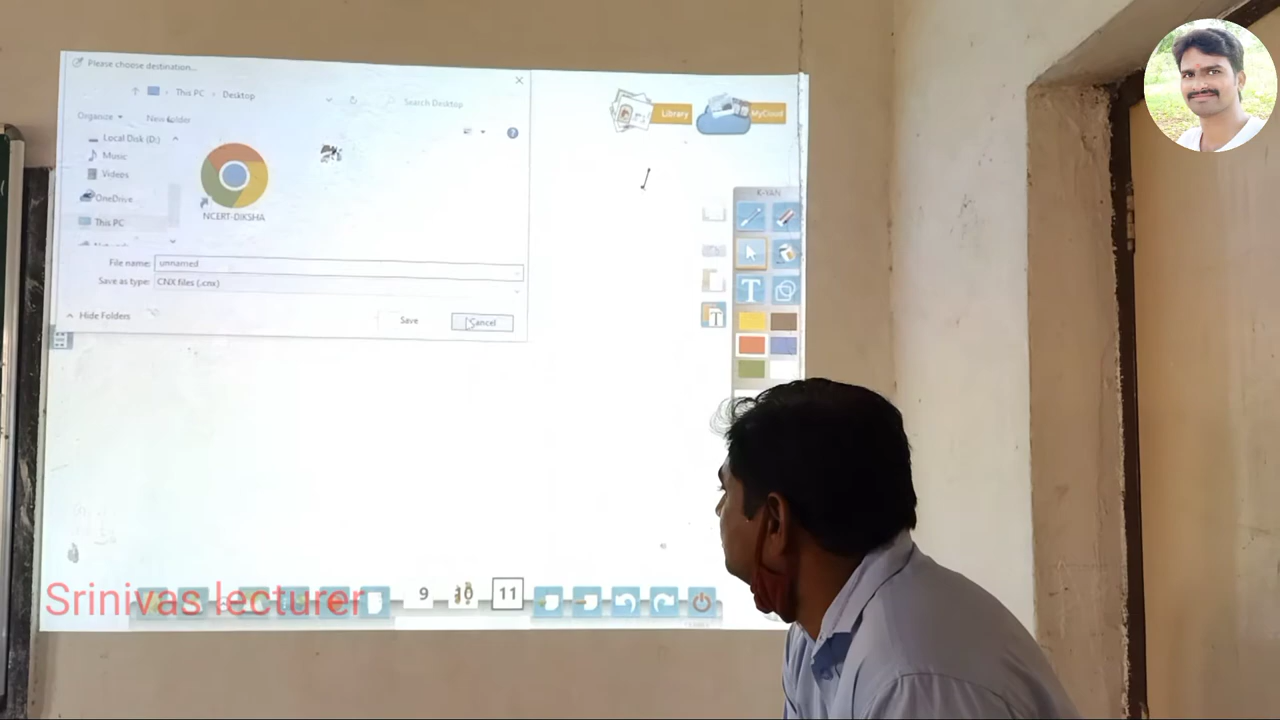 Please choose destination...
This PC > Desktop
Search Desktop
Organize
New folder
Local Disk (D:)
Music
Videos
OneDrive
This PC
NCERT-DIKSHA
File name: unnamed
Save as type: CNX files (.cnx)
Hide Folders
Save
Cancel
Library
MyCloud
K-YAN
T
T
9
10
11
Srinivas lecturer